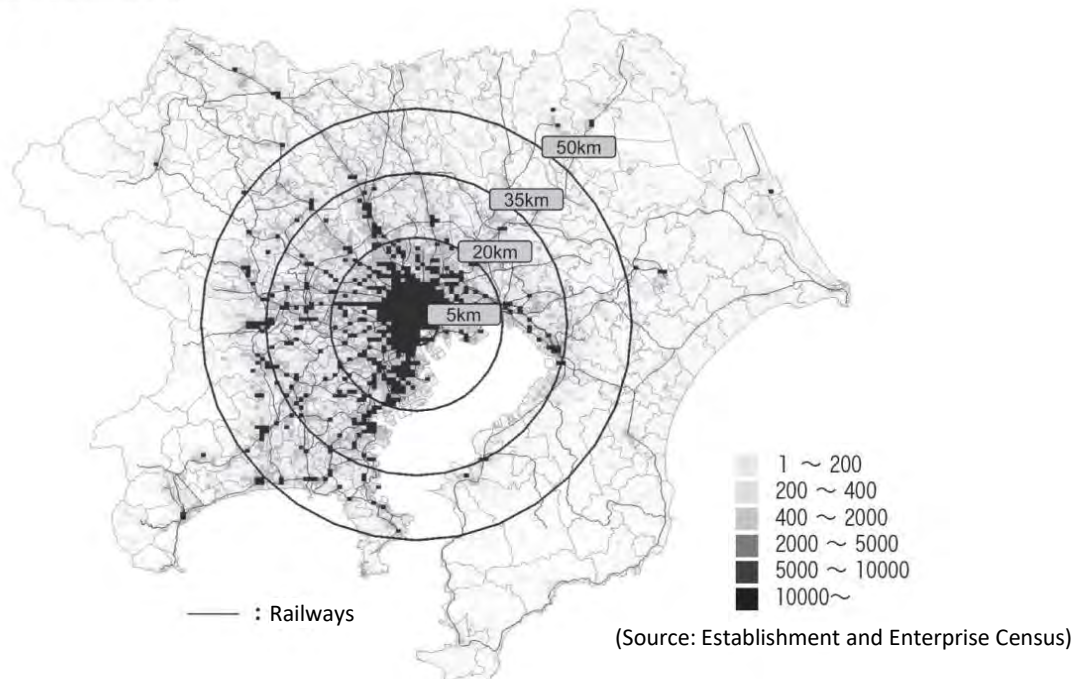 50km
35km
20km
5km
1 ～ 200
200 ～ 400
400 ～ 2000
2000 ～ 5000
5000 ～ 10000
10000～
: Railways
(Source: Establishment and Enterprise Census)